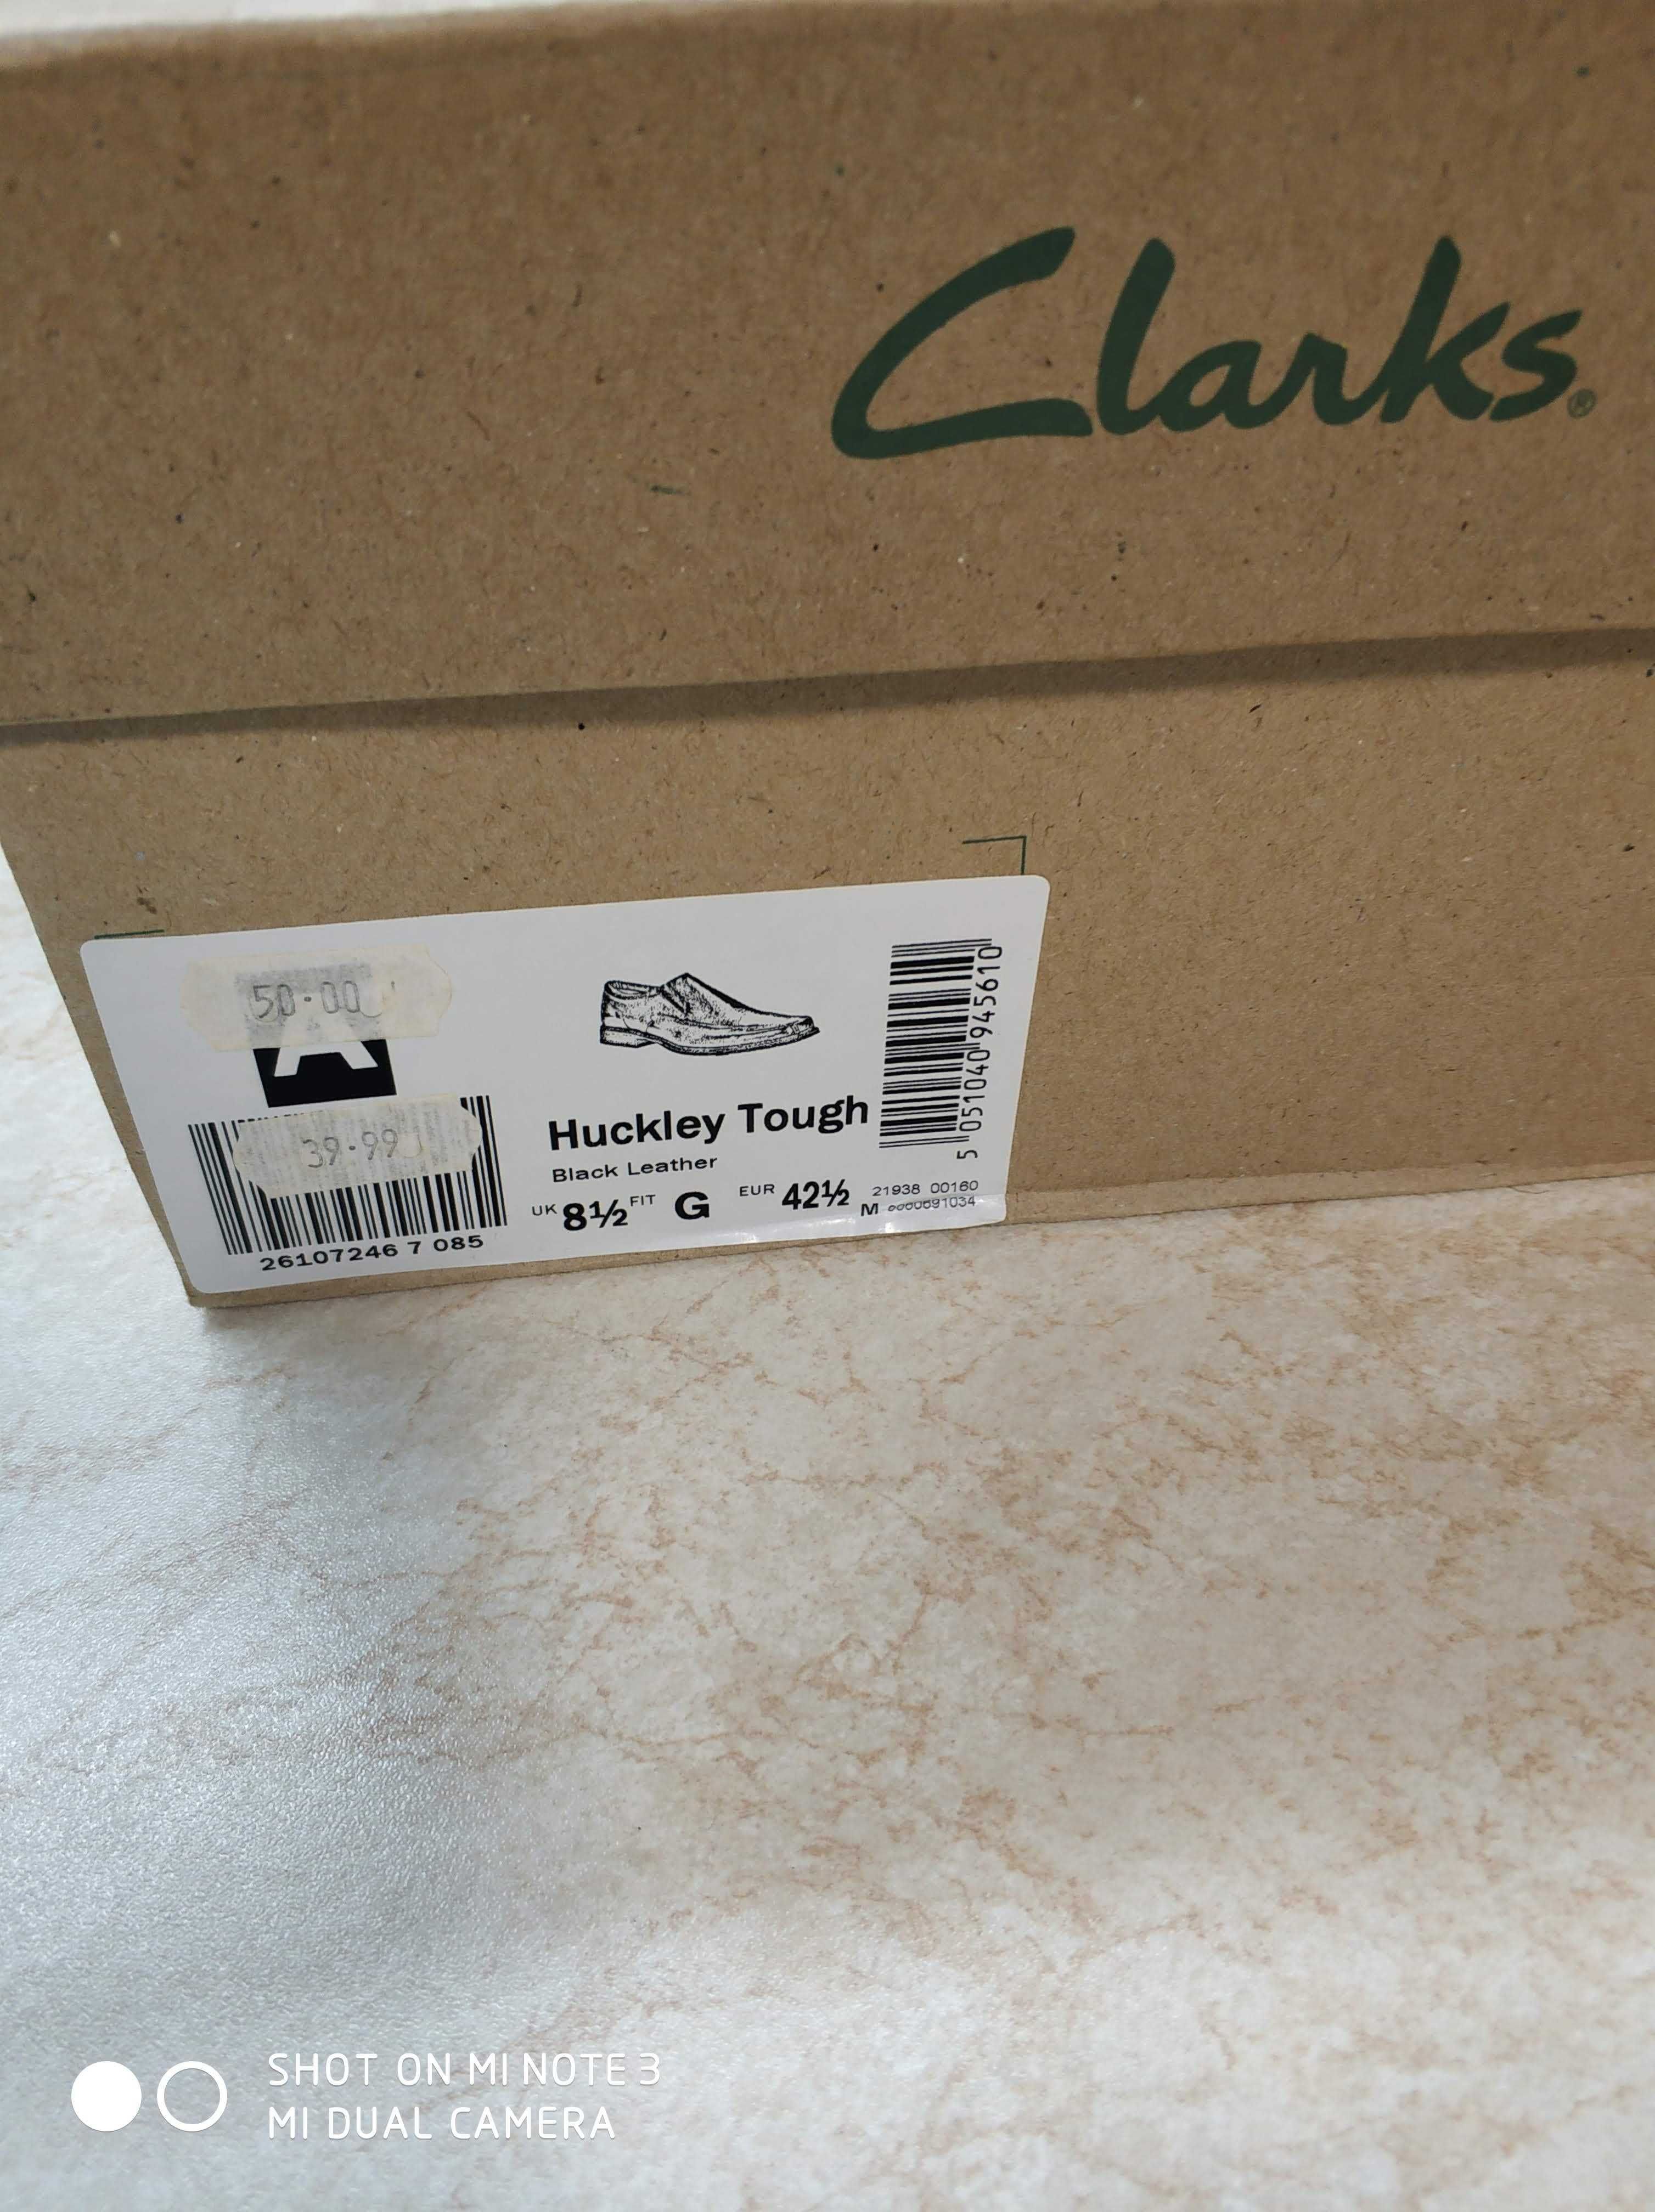 Clarks®
50.00
A
39.99
26107246 7 085
Huckley Tough
Black Leather
UK 8½ FIT G EUR 42½
5 051040 945610
21938 00160
M 0000691034
SHOT ON MI NOTE 3
MI DUAL CAMERA